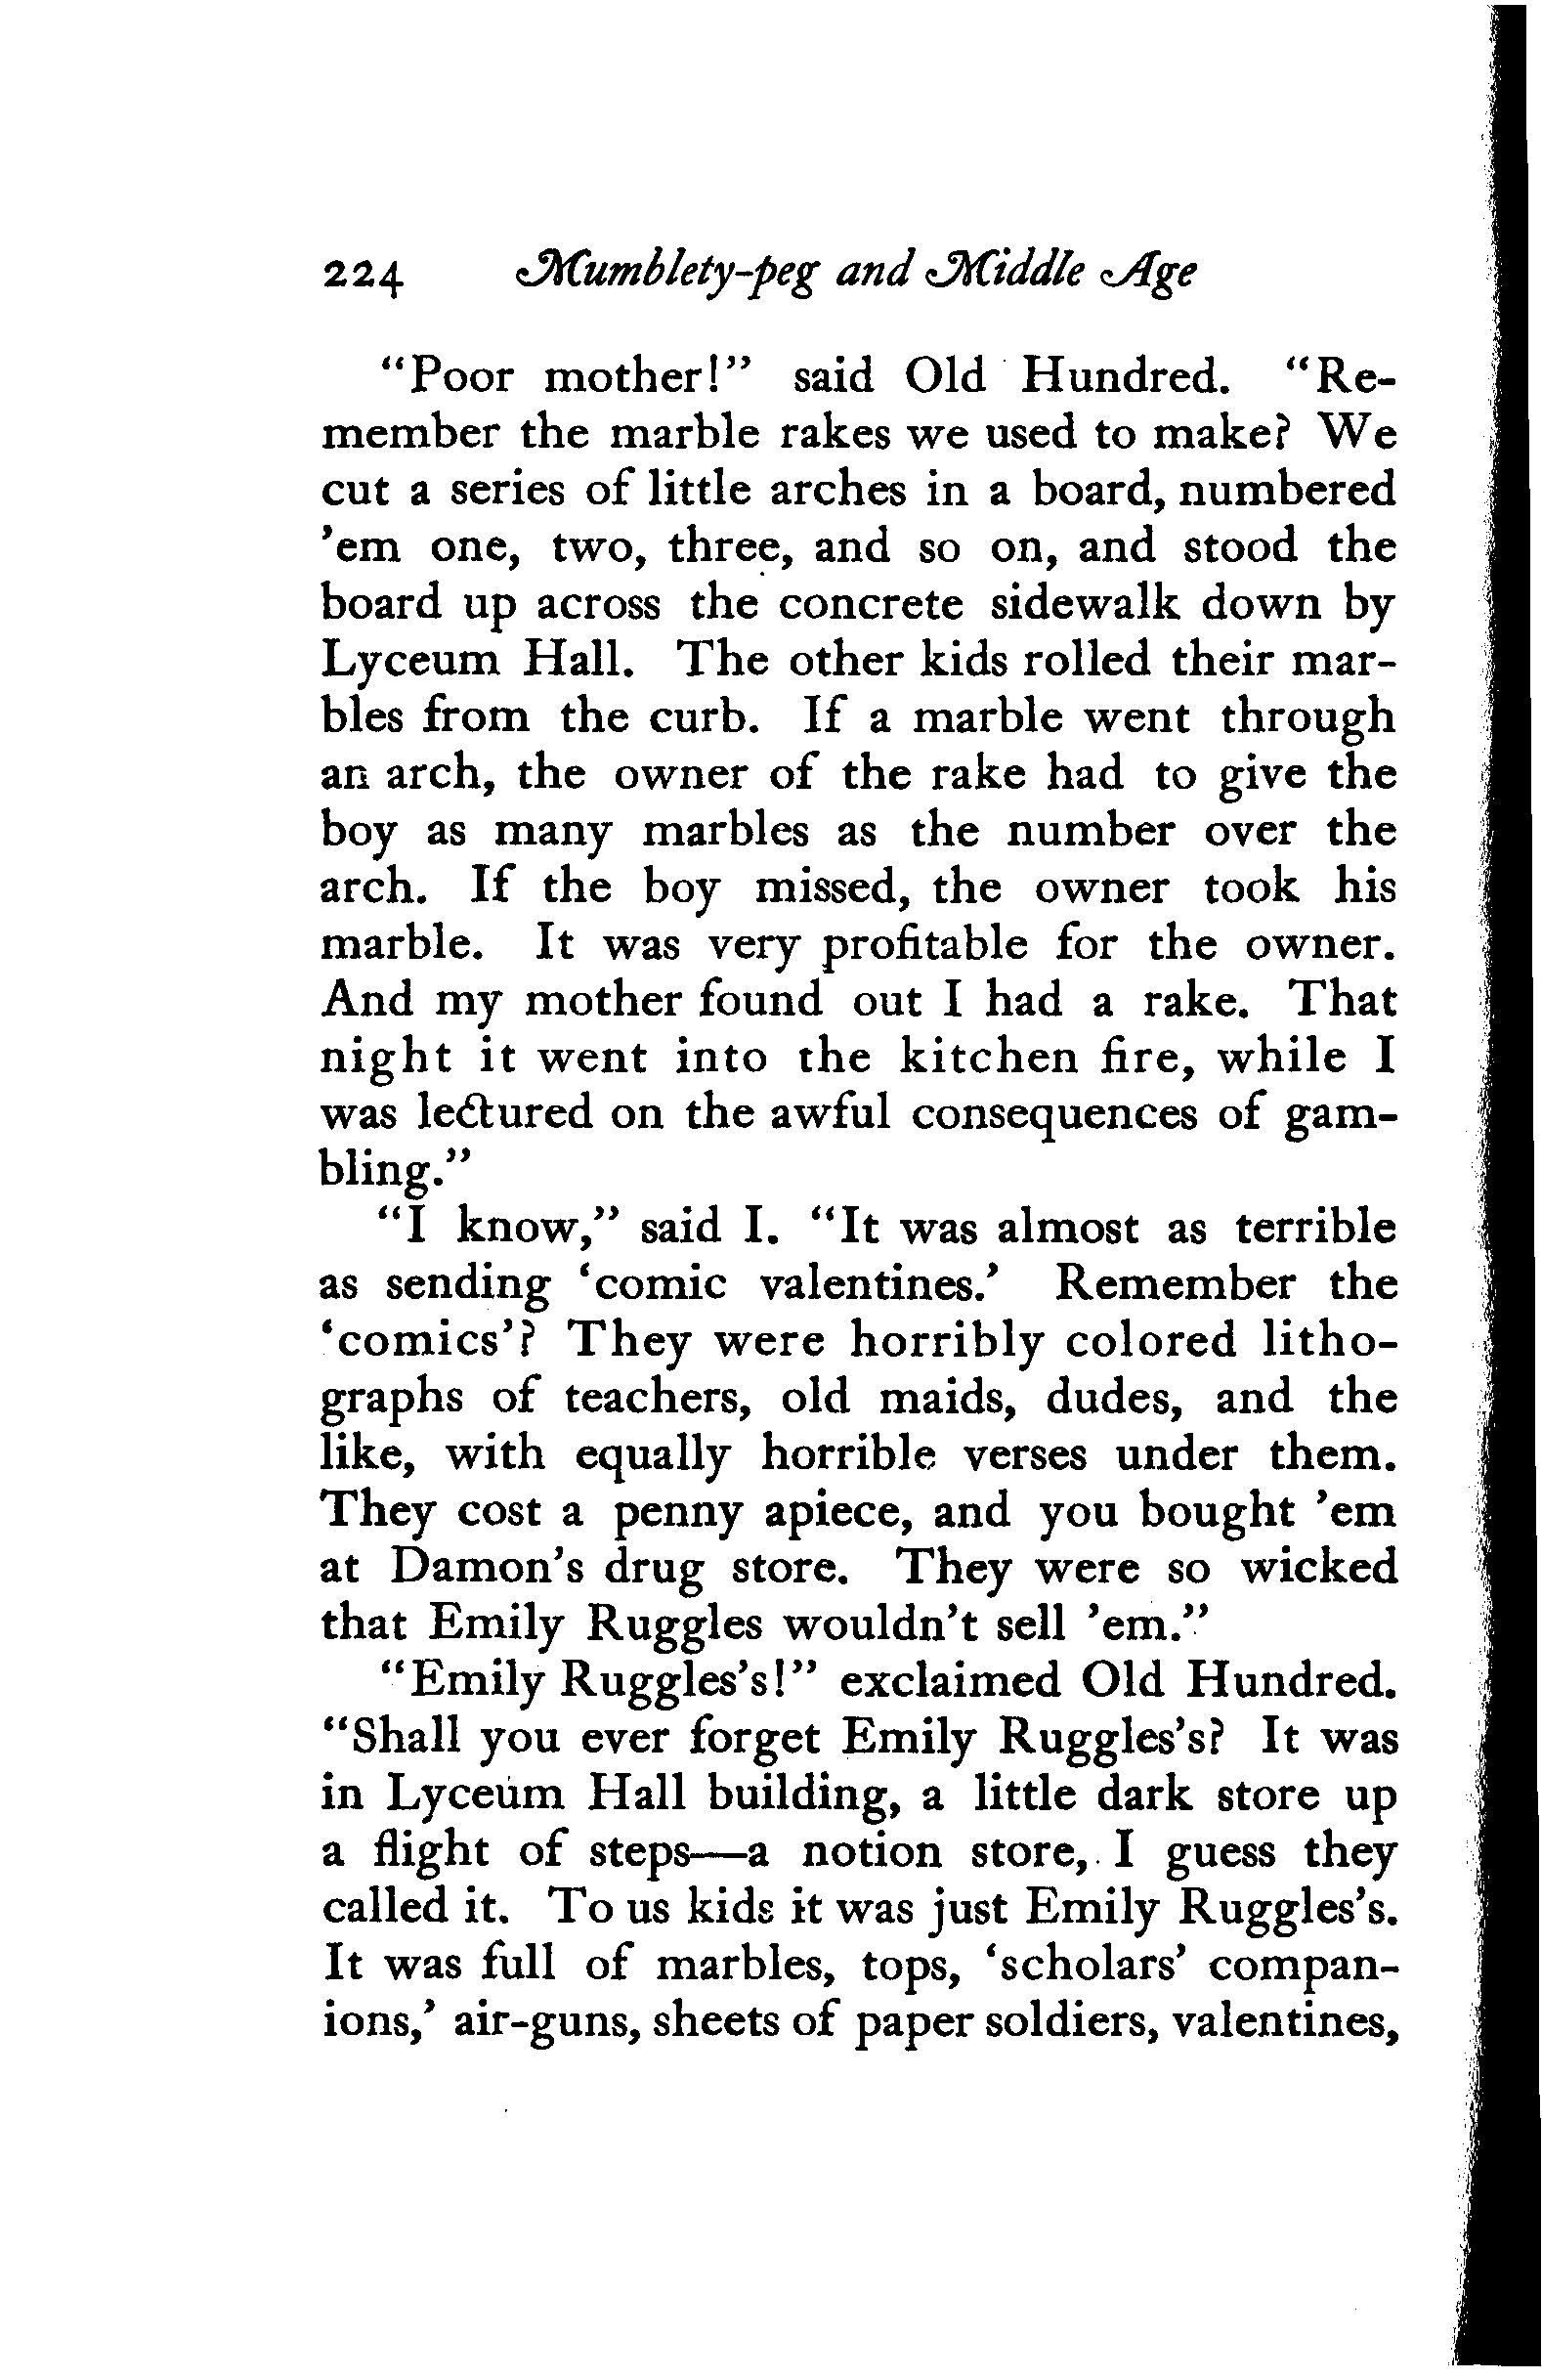 224 Mumblety-peg and Middle Age
"Poor mother!" said Old Hundred. "Re-
member the marble rakes we used to make? We
cut a series of little arches in a board, numbered
'em one, two, three, and so on, and stood the
board up across the concrete sidewalk down by
Lyceum Hall. The other kids rolled their mar-
bles from the curb. If a marble went through
an arch, the owner of the rake had to give the
boy as many marbles as the number over the
arch. If the boy missed, the owner took his
marble. It was very profitable for the owner.
And my mother found out I had a rake. That
night it went into the kitchen fire, while I
was lectured on the awful consequences of gam-
bling."
"I know," said I. "It was almost as terrible
as sending 'comic valentines.' Remember the
'comics'? They were horribly colored litho-
graphs of teachers, old maids, dudes, and the
like, with equally horrible verses under them.
They cost a penny apiece, and you bought 'em
at Damon's drug store. They were so wicked
that Emily Ruggles wouldn't sell 'em."
"Emily Ruggles's!" exclaimed Old Hundred.
"Shall you ever forget Emily Ruggles's? It was
in Lyceum Hall building, a little dark store up
a flight of steps—a notion store, I guess they
called it. To us kids it was just Emily Ruggles's.
It was full of marbles, tops, 'scholars' compan-
ions,' air-guns, sheets of paper soldiers, valentines,